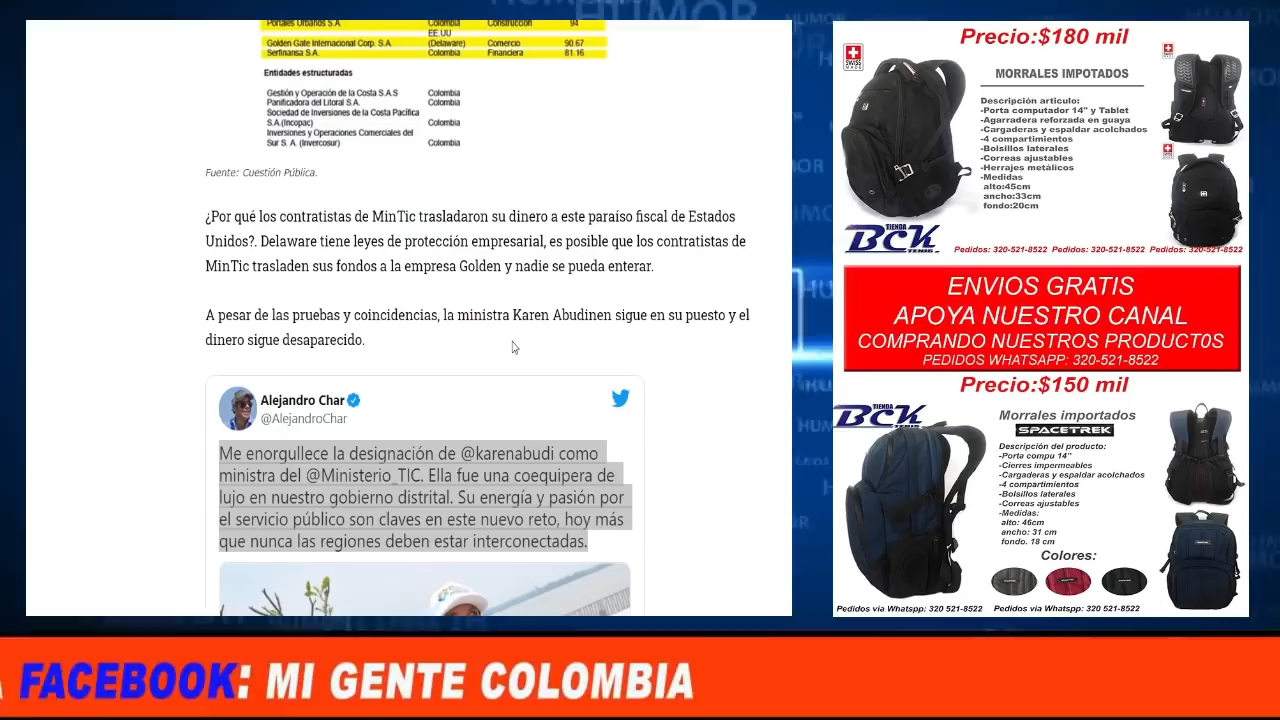 Portales Urbanos S.A. Colombia Construcción 94
EE.UU
Golden Gate Internacional Corp. S.A. (Delaware) Comercio 90.67
Serfinansa S.A. Colombia Financiera 81.16
Entidades estructuradas
Gestión y Operación de la Costa S.A.S Colombia
Panificadora del Litoral S.A. Colombia
Sociedad de Inversiones de la Costa Pacífica
S.A.(Incopac) Colombia
Inversiones y Operaciones Comerciales del
Sur S. A. (Invercosur) Colombia
Fuente: Cuestión Pública.
¿Por qué los contratistas de MinTic trasladaron su dinero a este paraíso fiscal de Estados
Unidos?. Delaware tiene leyes de protección empresarial, es posible que los contratistas de
MinTic trasladen sus fondos a la empresa Golden y nadie se pueda enterar.
A pesar de las pruebas y coincidencias, la ministra Karen Abudinen sigue en su puesto y el
dinero sigue desaparecido.
Alejandro Char
@AlejandroChar
Me enorgullece la designación de @karenabudi como
ministra del @Ministerio_TIC. Ella fue una coequipera de
lujo en nuestro gobierno distrital. Su energía y pasión por
el servicio público son claves en este nuevo reto, hoy más
que nunca las regiones deben estar interconectadas.
Precio:$180 mil
SWISS
MADE
MORRALES IMPOTADOS
Descripción articulo:
-Porta computador 14" y Tablet
-Agarradera reforzada en guaya
-Cargaderas y espaldar acolchados
-4 compartimientos
-Bolsillos laterales
-Correas ajustables
-Herrajes metálicos
-Medidas
alto:45cm
ancho:33cm
fondo:20cm
TIENDA
BCK
TENIS
Pedidos: 320-521-8522 Pedidos: 320-521-8522 Pedidos: 320-521-8522
ENVIOS GRATIS
APOYA NUESTRO CANAL
COMPRANDO NUESTROS PRODUCT0S
PEDIDOS WHATSAPP: 320-521-8522
Precio:$150 mil
TIENDA
BCK
TENIS
Morrales importados
SPACETREK
Descripción del producto:
-Porta compu 14"
-Cierres impermeables
-Cargaderas y espaldar acolchados
-4 compartimientos
-Bolsillos laterales
-Correas ajustables
-Medidas:
alto: 46cm
ancho: 31 cm
fondo. 18 cm
Colores:
Pedidos via Whatspp: 320 521-8522 Pedidos via Whatspp: 320 521-8522
FACEBOOK: MI GENTE COLOMBIA
HUMOR